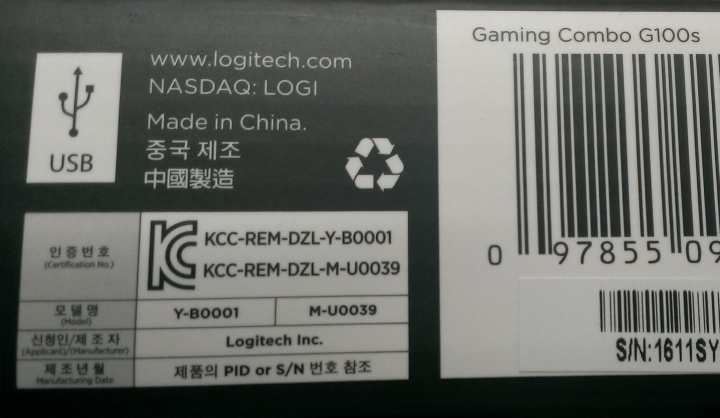 USB
www.logitech.com
NASDAQ: LOGI
Made in China.
중국 제조
中國製造
인증번호
(Certification No.)
KCC-REM-DZL-Y-B0001
KCC-REM-DZL-M-U0039
모델명
(Model)
Y-B0001
M-U0039
신청인/제조자
(Applicant)/(Manufacturer)
Logitech Inc.
제조년월
Manufacturing Date
제품의 PID or S/N 번호 참조
Gaming Combo G100s
0 97855 09
S/N:1611SY